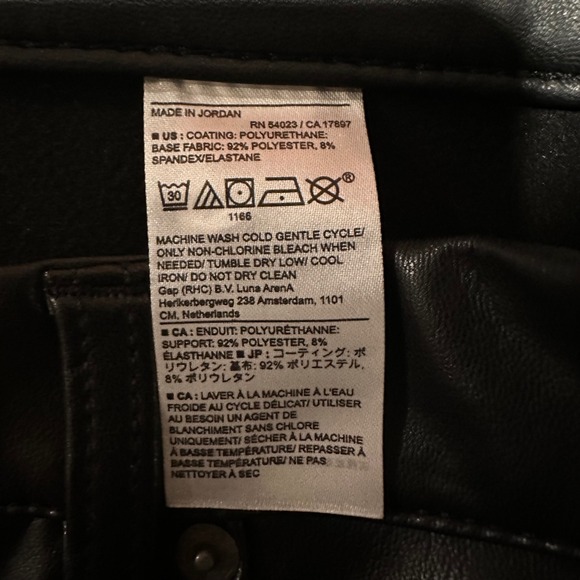 MADE IN JORDAN
RN 54023 / CA 17897
■ US : COATING: POLYURETHANE:
BASE FABRIC: 92% POLYESTER, 8%
SPANDEX/ELASTANE
30 ®
1166
MACHINE WASH COLD GENTLE CYCLE/
ONLY NON-CHLORINE BLEACH WHEN
NEEDED/ TUMBLE DRY LOW/ COOL
IRON/ DO NOT DRY CLEAN
Gap (RHC) B.V. Luna ArenA
Herikerbergweg 238 Amsterdam, 1101
CM, Netherlands
■ CA : ENDUIT: POLYURÉTHANNE:
SUPPORT: 92% POLYESTER, 8%
ÉLASTHANNE ■ JP : コーティング: ポ
リウレタン: 基布: 92% ポリエステル,
8% ポリウレタン
■ CA : LAVER À LA MACHINE À L'EAU
FROIDE AU CYCLE DÉLICAT/ UTILISER
AU BESOIN UN AGENT DE
BLANCHIMENT SANS CHLORE
UNIQUEMENT/ SÉCHER À LA MACHINE
À BASSE TEMPÉRATURE/ REPASSER À
BASSE TEMPÉRATURE/ NE PAS
NETTOYER À SEC